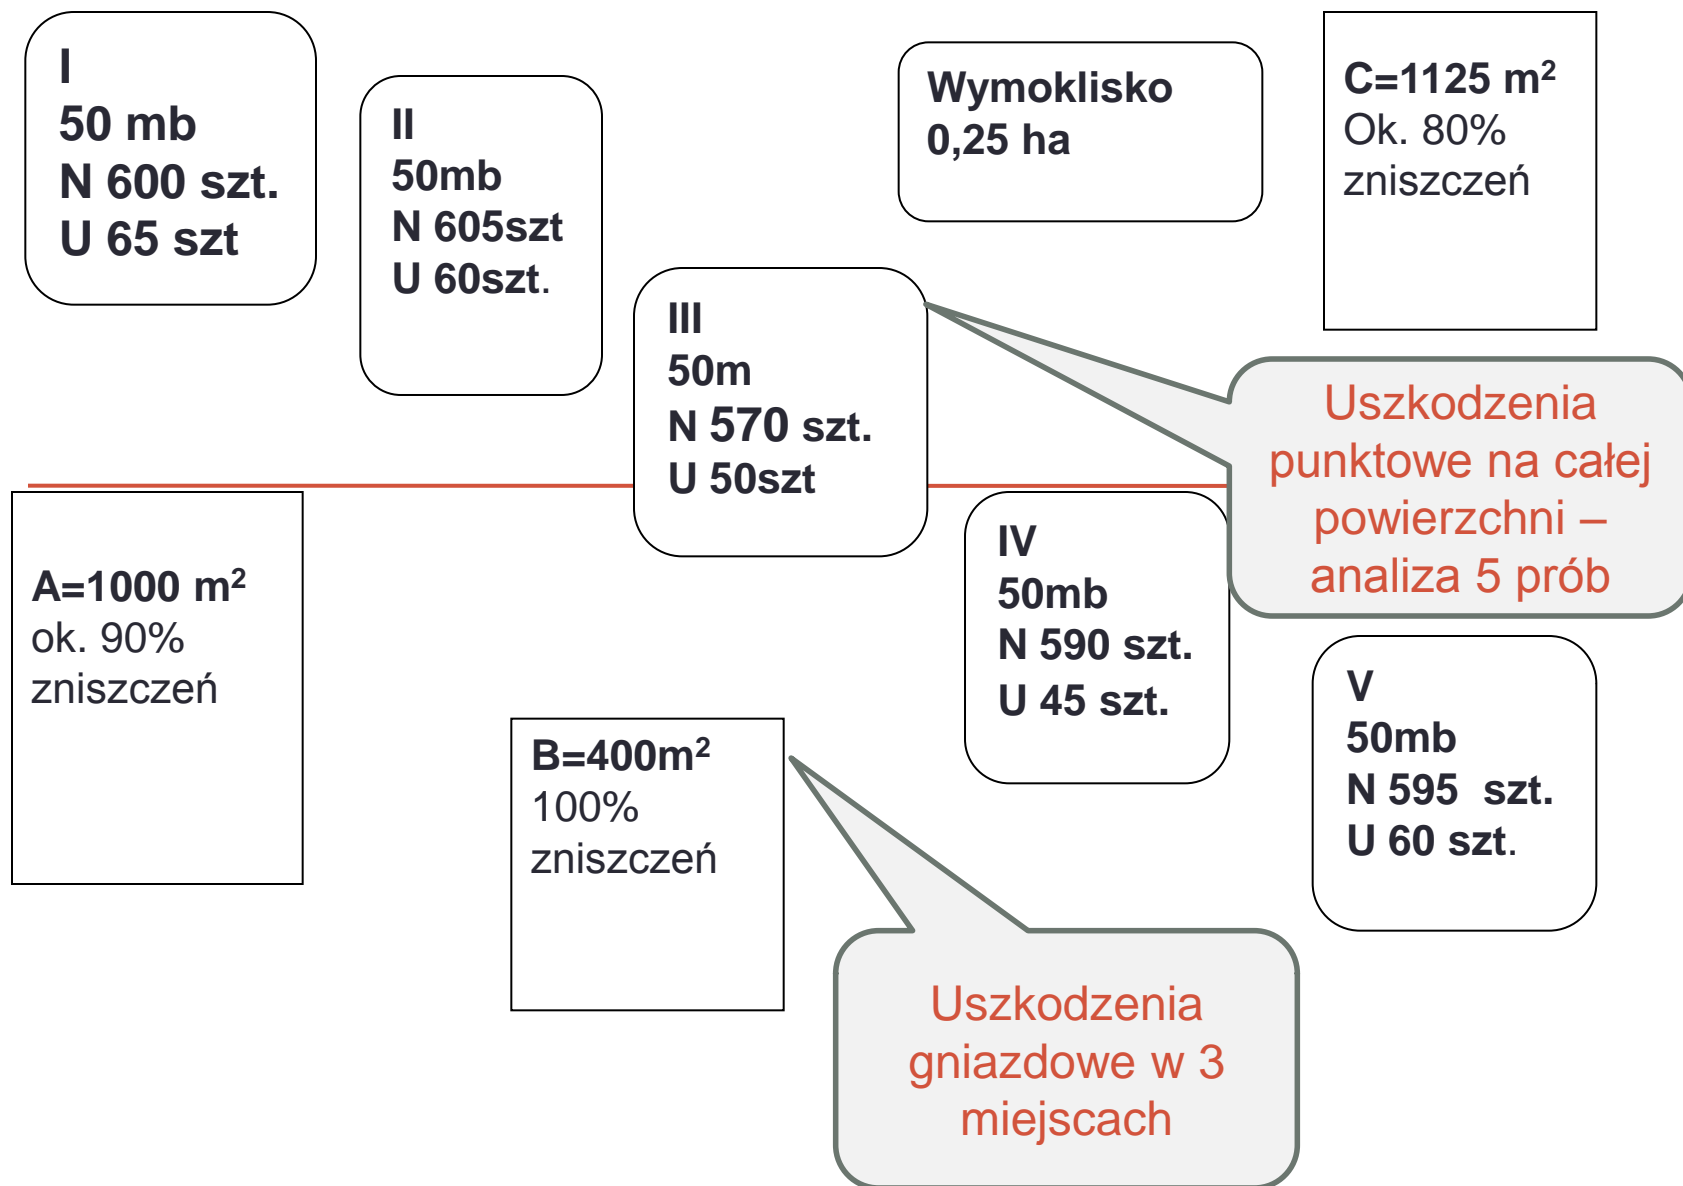 I
50 mb
N 600 szt.
U 65 szt
II
50mb
N 605szt
U 60szt.
Wymoklisko
0,25 ha
C=1125 m²
Ok. 80%
zniszczeń
III
50m
N 570 szt.
U 50szt
Uszkodzenia
punktowe na całej
powierzchni –
analiza 5 prób
A=1000 m²
ok. 90%
zniszczeń
IV
50mb
N 590 szt.
U 45 szt.
V
50mb
N 595 szt.
U 60 szt.
B=400m²
100%
zniszczeń
Uszkodzenia
gniazdowe w 3
miejscach